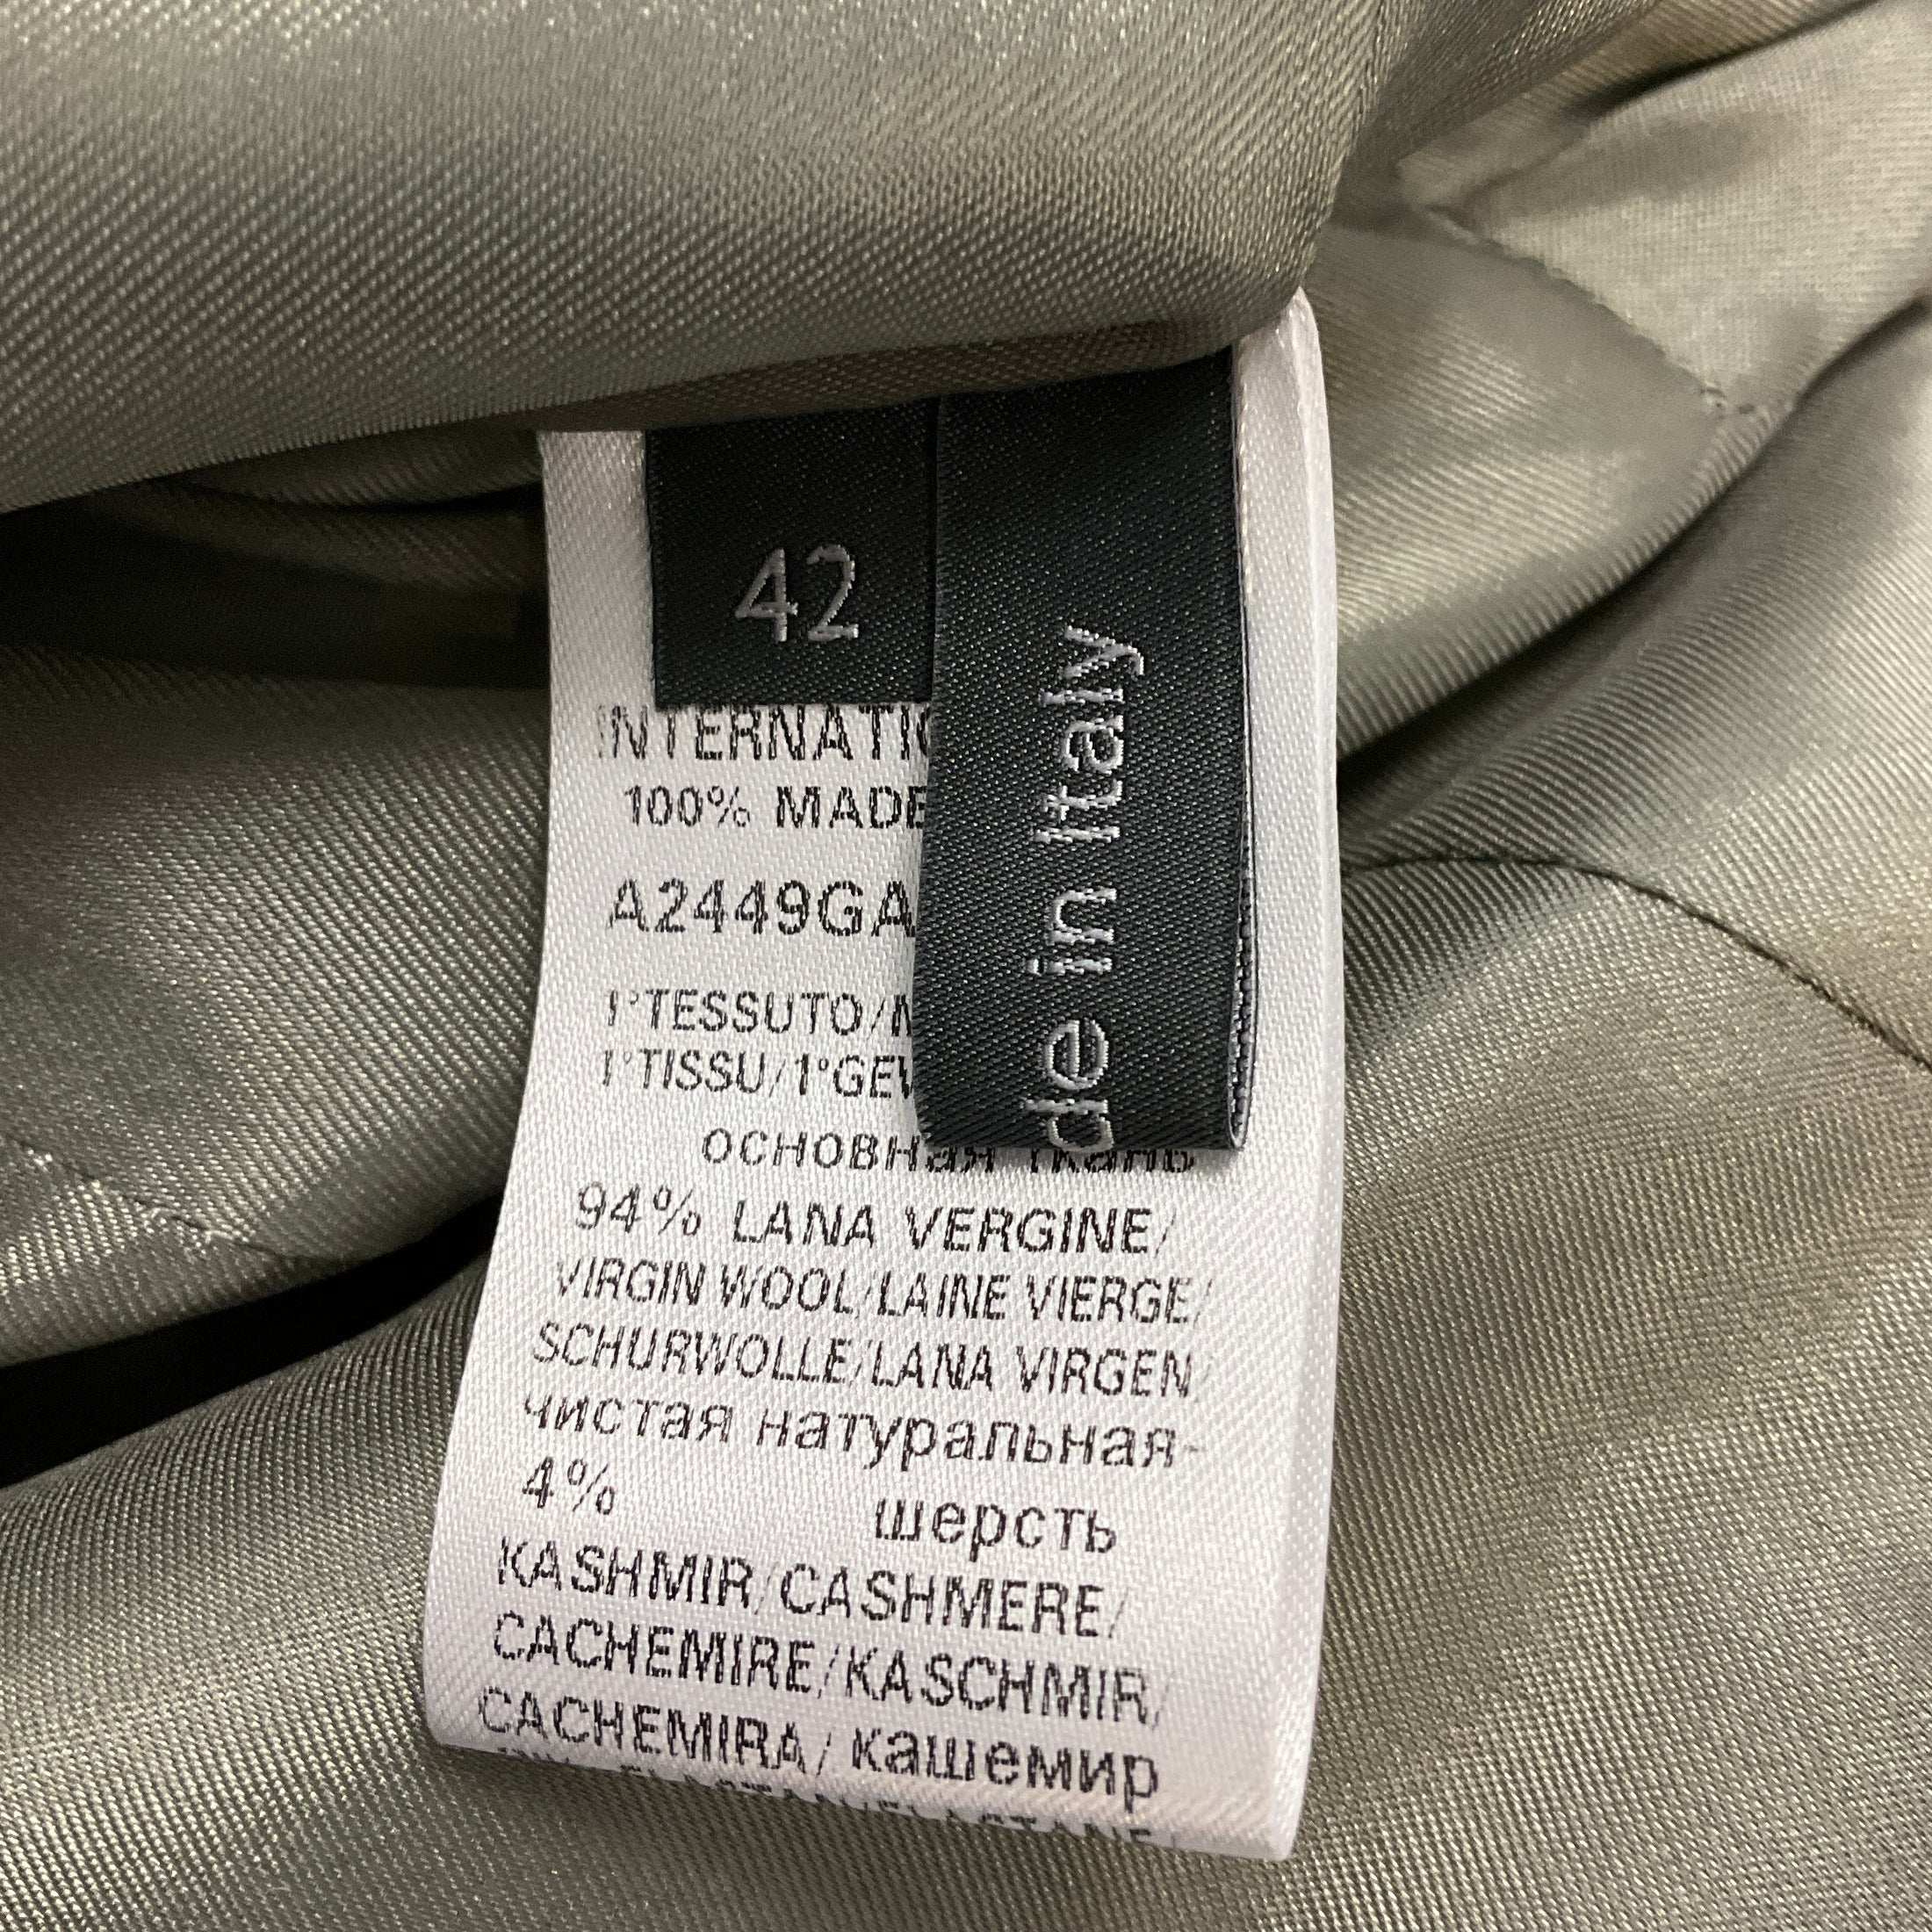 42
de in Italy
INTERNATIO
100% MADE
A2449GA
1°TESSUTO/
1°TISSU/1°GEW
основная ткань
94% LANA VERGINE/
VIRGIN WOOL/LAINE VIERGE/
SCHURWOLLE/LANA VIRGEN/
чистая натуральная-
4% шерсть
KASHMIR/CASHMERE/
CACHEMIRE/KASCHMIR/
CACHEMIRA/ кашемир